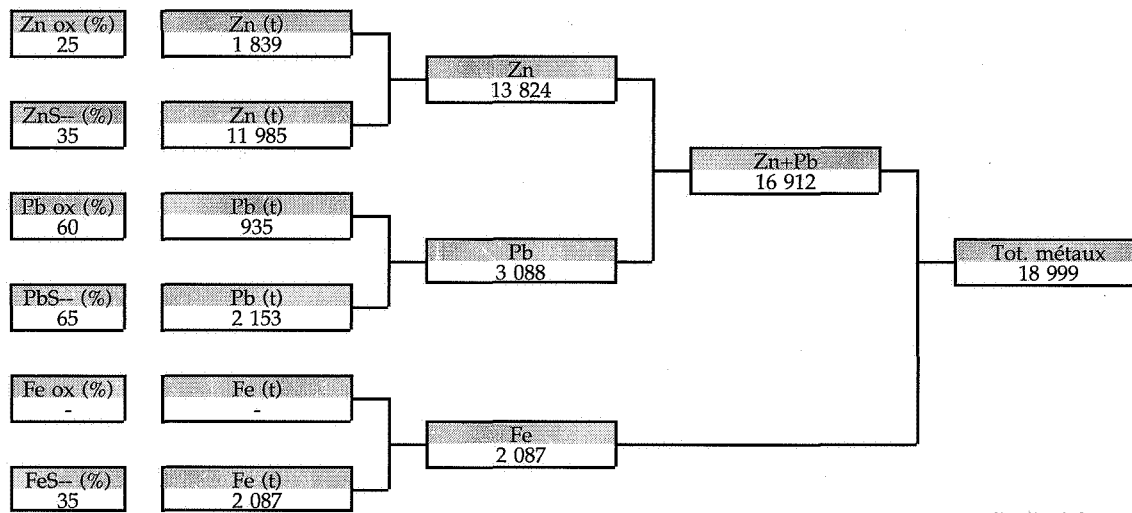 Zn ox (%)
25
Zn (t)
1 839
Zn
13 824
ZnS-- (%)
35
Zn (t)
11 985
Zn+Pb
16 912
Pb ox (%)
60
Pb (t)
935
Pb
3 088
Tot. métaux
18 999
PbS-- (%)
65
Pb (t)
2 153
Fe ox (%)
-
Fe (t)
-
Fe
2 087
FeS-- (%)
35
Fe (t)
2 087